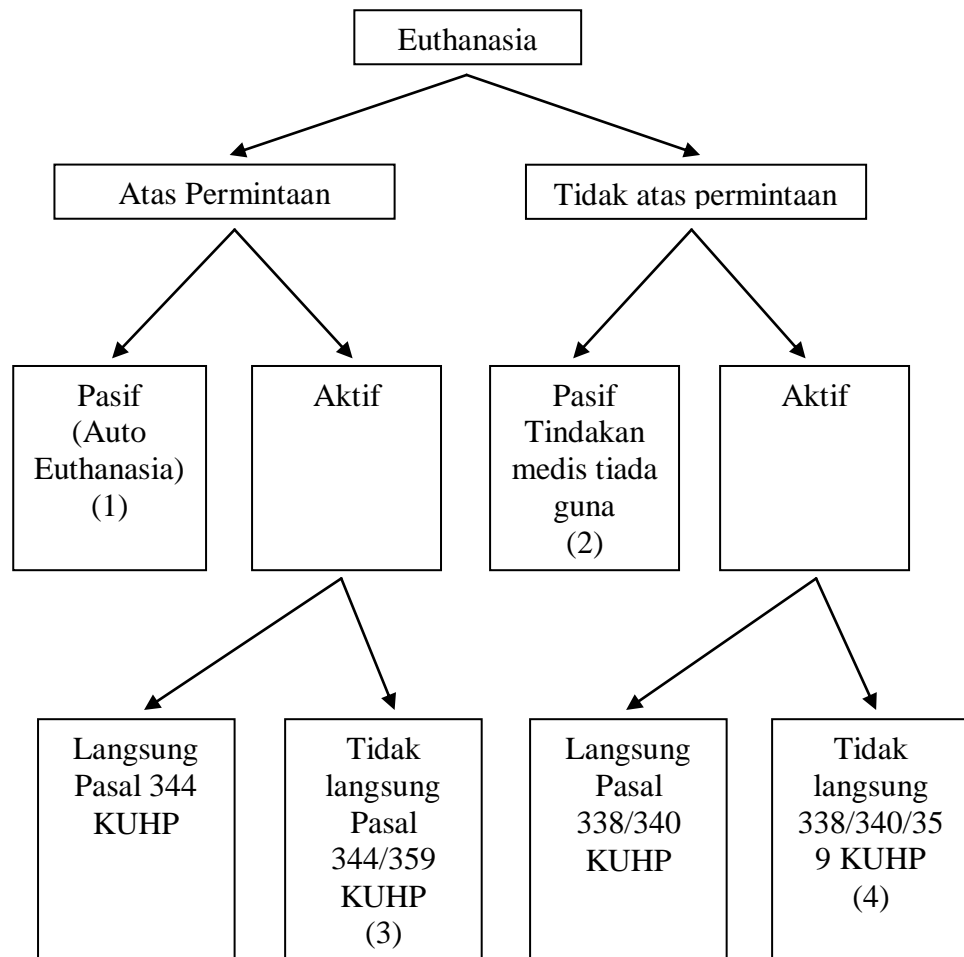 Euthanasia
Atas Permintaan
Tidak atas permintaan
Pasif
(Auto
Euthanasia)
(1)
Aktif
Pasif
Tindakan
medis tiada
guna
(2)
Aktif
Langsung
Pasal 344
KUHP
Tidak
langsung
Pasal
344/359
KUHP
(3)
Langsung
Pasal
338/340
KUHP
Tidak
langsung
338/340/35
9 KUHP
(4)